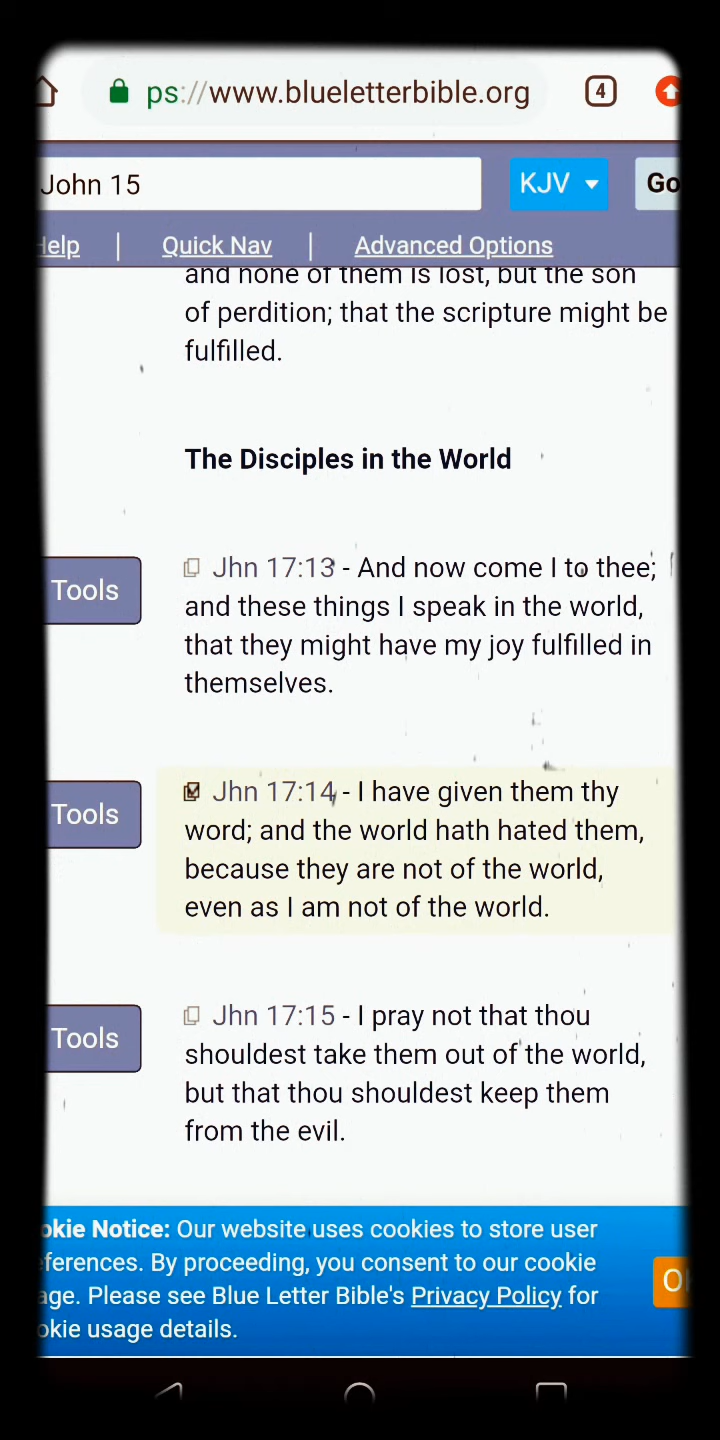 ps://www.blueletterbible.org 4
John 15 KJV Go
Help | Quick Nav | Advanced Options
and none of them is lost, but the son
of perdition; that the scripture might be
fulfilled.
The Disciples in the World
Tools
Jhn 17:13 - And now come I to thee;
and these things I speak in the world,
that they might have my joy fulfilled in
themselves.
Tools
Jhn 17:14 - I have given them thy
word; and the world hath hated them,
because they are not of the world,
even as I am not of the world.
Tools
Jhn 17:15 - I pray not that thou
shouldest take them out of the world,
but that thou shouldest keep them
from the evil.
okie Notice: Our website uses cookies to store user
ferences. By proceeding, you consent to our cookie
age. Please see Blue Letter Bible's Privacy Policy for
okie usage details.